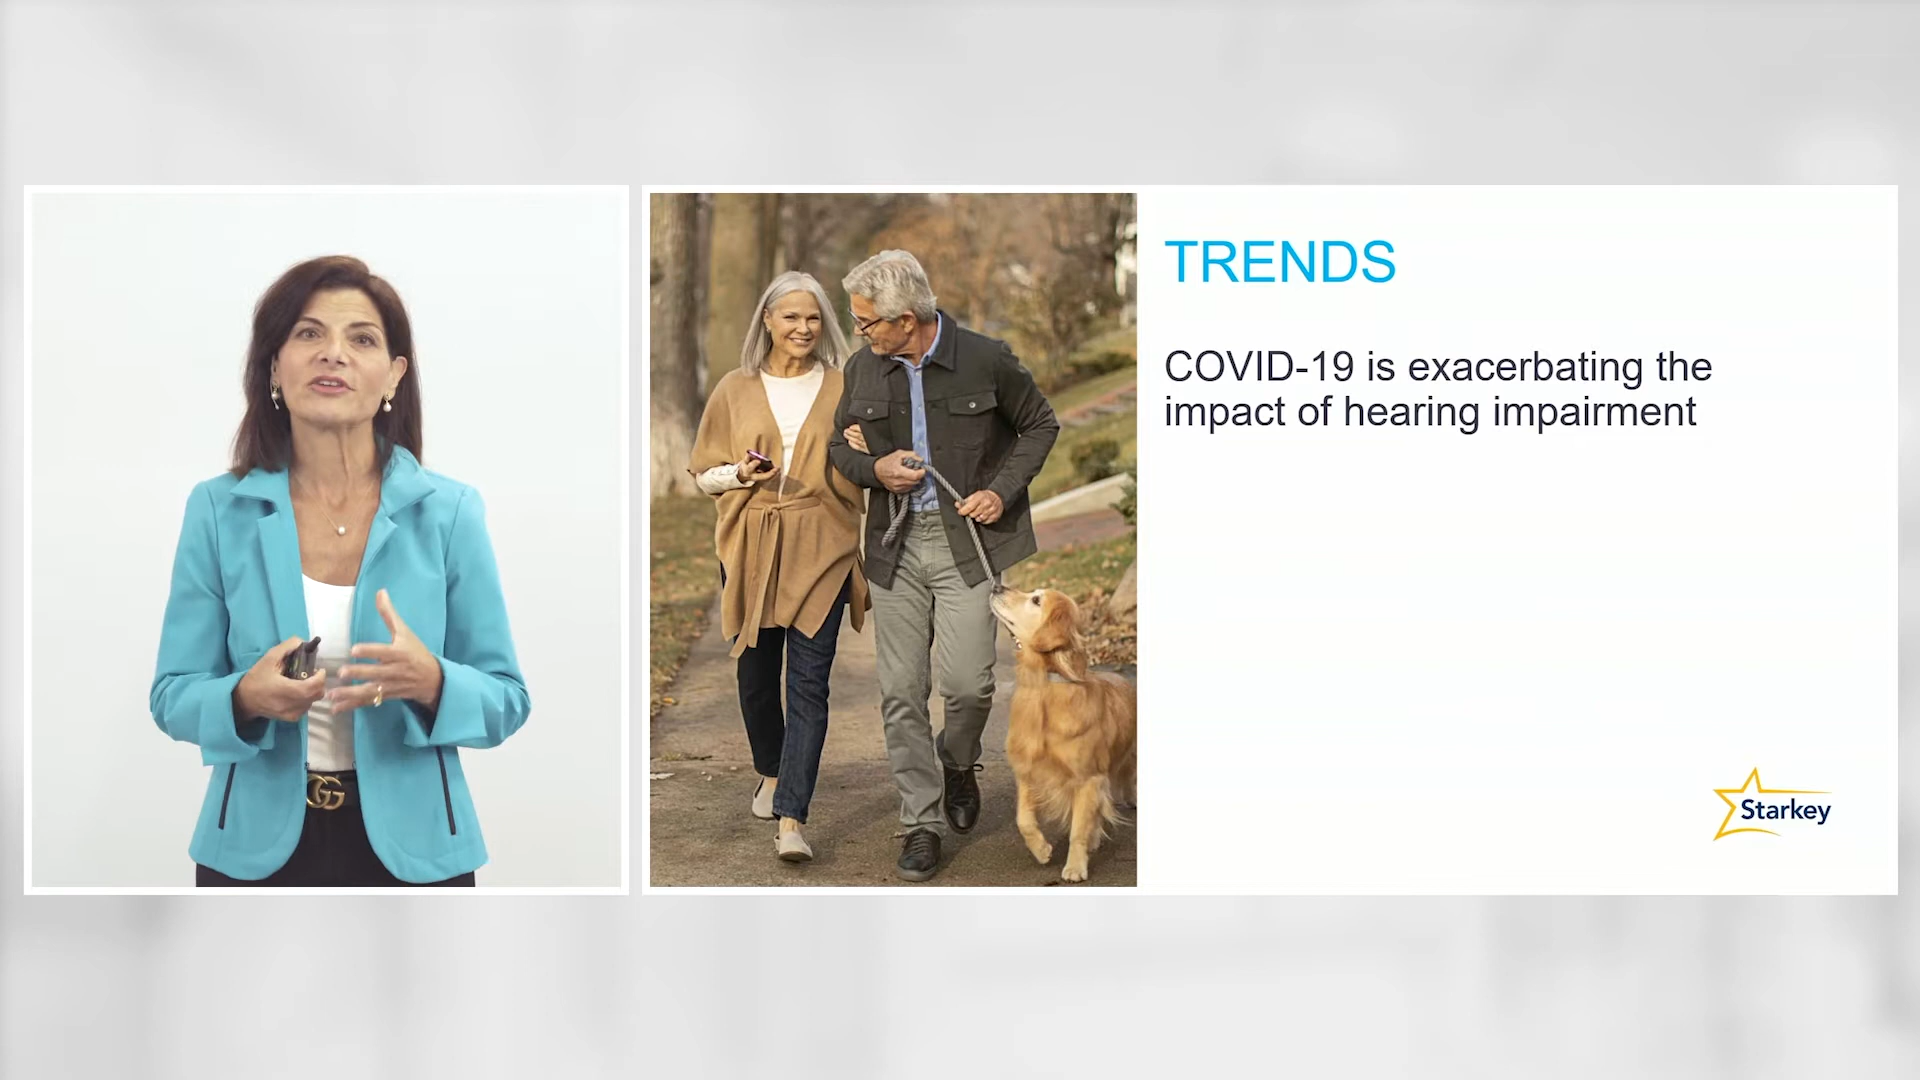 TRENDS
COVID-19 is exacerbating the
impact of hearing impairment
Starkey